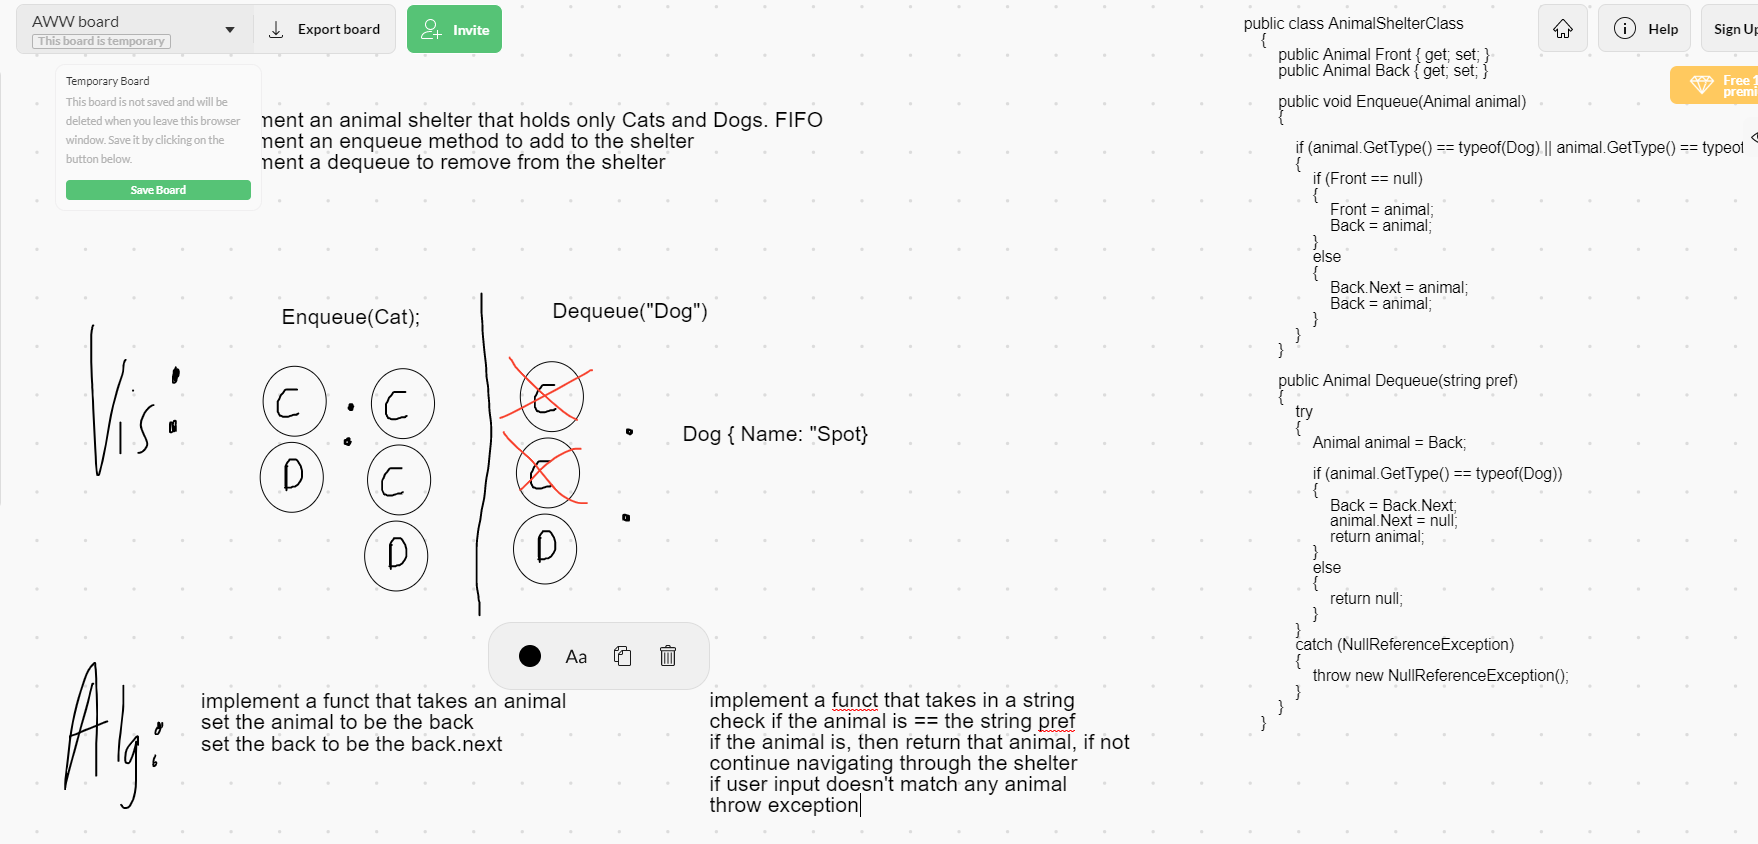 AWW board
This board is temporary
Export board
Invite
Help
Sign Up
Free 1
premi
Temporary Board
This board is not saved and will be
deleted when you leave this browser
window. Save it by clicking on the
button below.
Save Board
ment an animal shelter that holds only Cats and Dogs. FIFO
ment an enqueue method to add to the shelter
ment a dequeue to remove from the shelter
Vis:
Enqueue(Cat);
Dequeue("Dog")
C C C
D C C
D D
Dog { Name: "Spot}
Aa
Alg:
implement a funct that takes an animal
set the animal to be the back
set the back to be the back.next
implement a funct that takes in a string
check if the animal is == the string pref
if the animal is, then return that animal, if not
continue navigating through the shelter
if user input doesn't match any animal
throw exception
public class AnimalShelterClass
{
public Animal Front { get; set; }
public Animal Back { get; set; }
public void Enqueue(Animal animal)
{
if (animal.GetType() == typeof(Dog) || animal.GetType() == typeof
{
if (Front == null)
{
Front = animal;
Back = animal;
}
else
{
Back.Next = animal;
Back = animal;
}
}
}
public Animal Dequeue(string pref)
{
try
{
Animal animal = Back;
if (animal.GetType() == typeof(Dog))
{
Back = Back.Next;
animal.Next = null;
return animal;
}
else
{
return null;
}
}
catch (NullReferenceException)
{
throw new NullReferenceException();
}
}
}